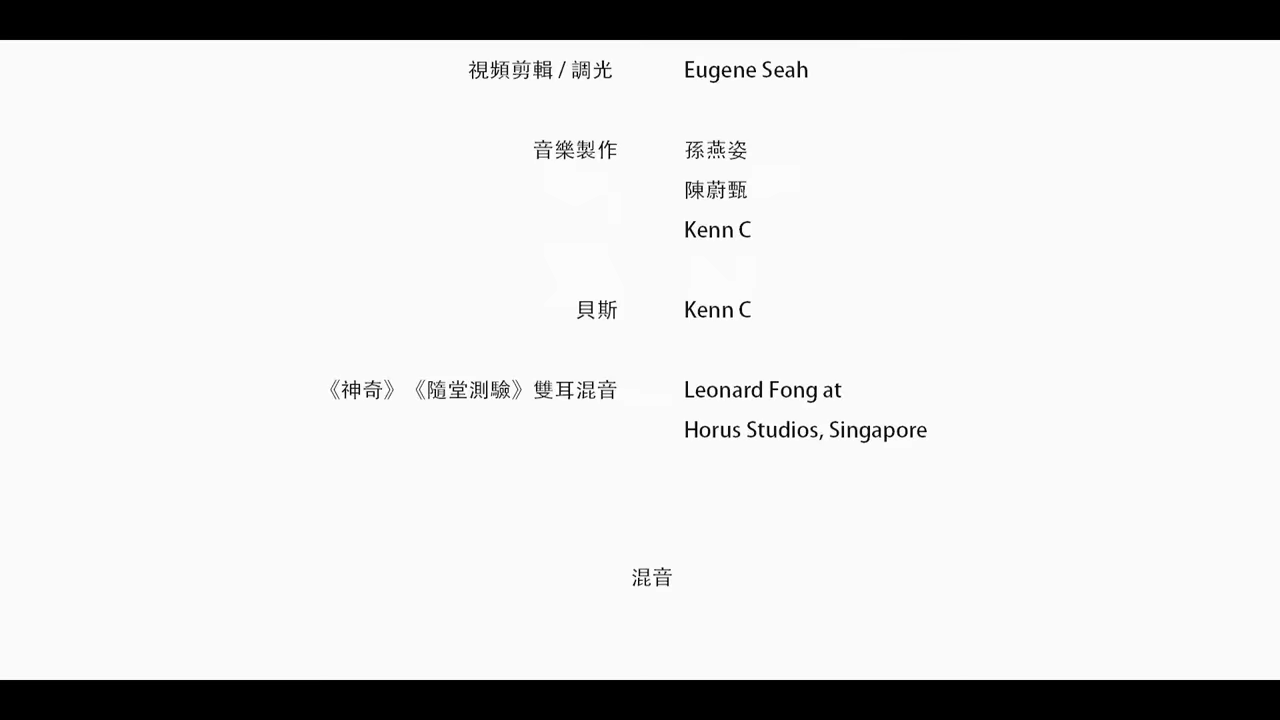 視頻剪輯 / 調光 Eugene Seah
音樂製作 孫燕姿
陳蔚甄
Kenn C
貝斯 Kenn C
《神奇》《隨堂測驗》雙耳混音 Leonard Fong at
Horus Studios, Singapore
混音